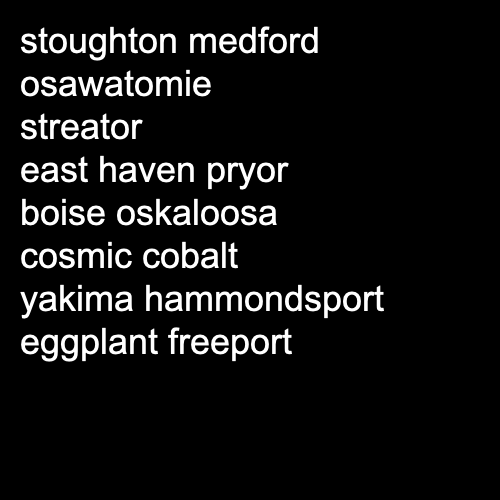 stoughton medford
osawatomie
streator
east haven pryor
boise oskaloosa
cosmic cobalt
yakima hammondsport
eggplant freeport